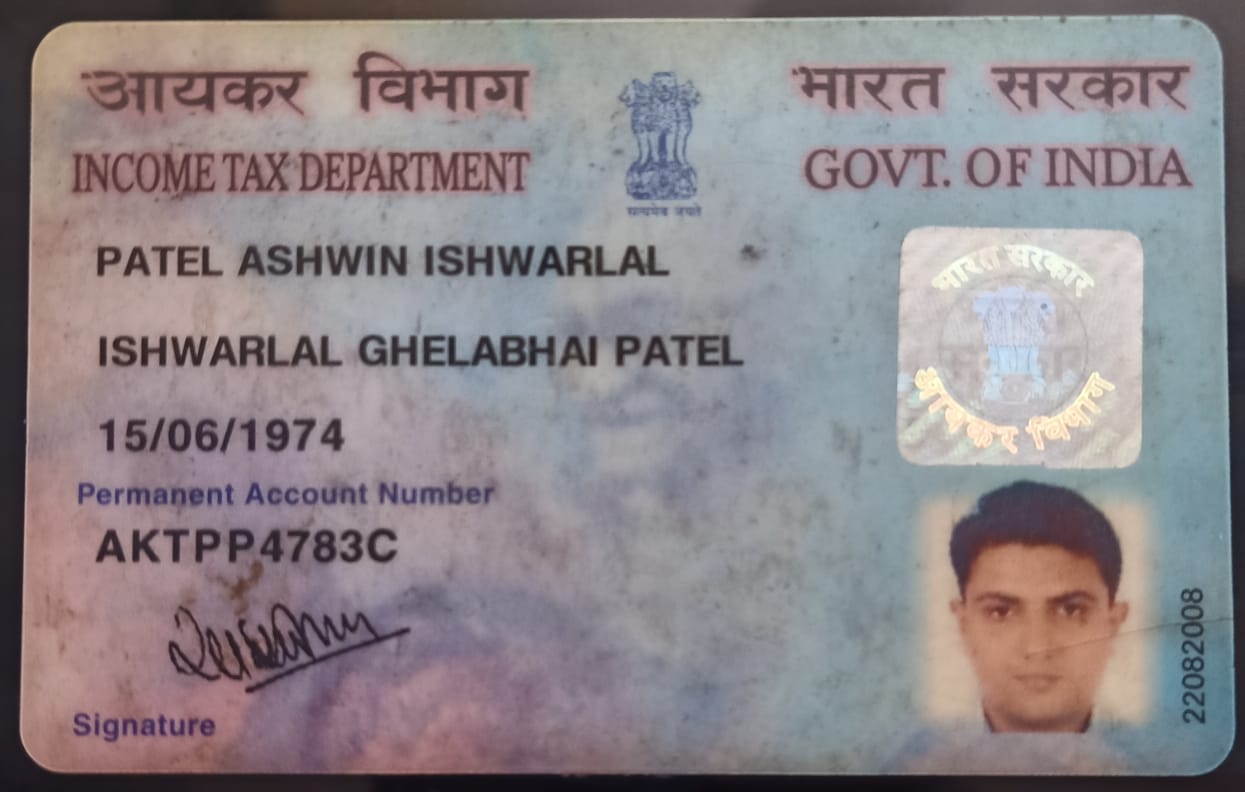 आयकर विभाग
INCOME TAX DEPARTMENT
सत्यमेव जयते
भारत सरकार
GOVT. OF INDIA
PATEL ASHWIN ISHWARLAL
ISHWARLAL GHELABHAI PATEL
15/06/1974
Permanent Account Number
AKTPP4783C
Signature
भारत सरकार
आयकर विभाग
22082008